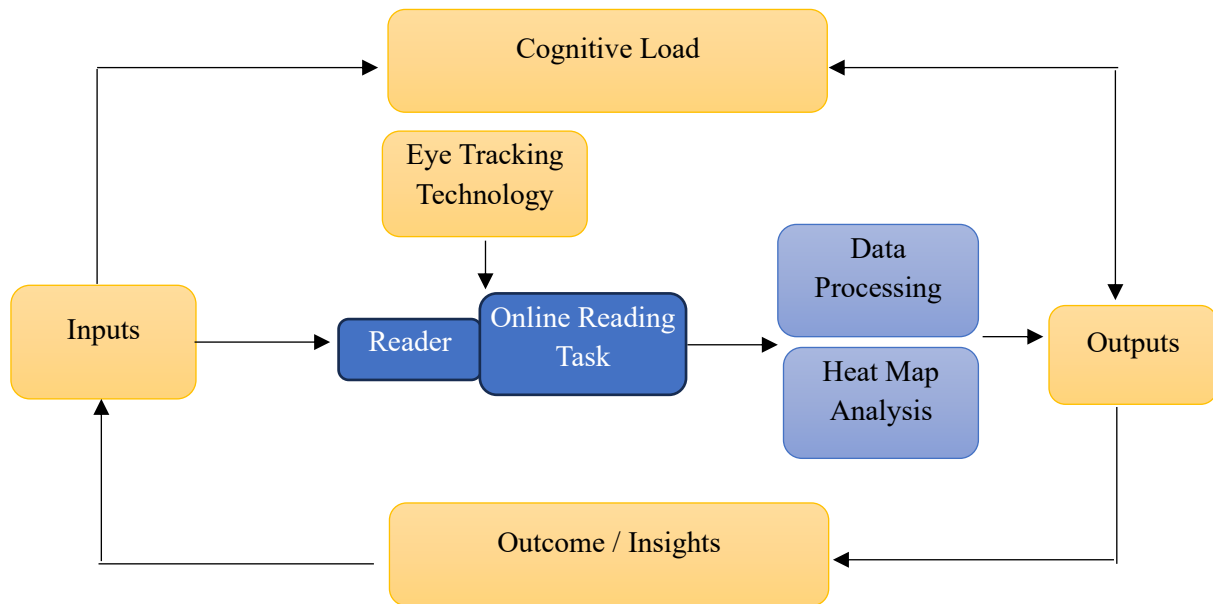 Cognitive Load
Eye Tracking
Technology
Data
Processing
Inputs
Reader
Online Reading
Task
Outputs
Heat Map
Analysis
Outcome / Insights